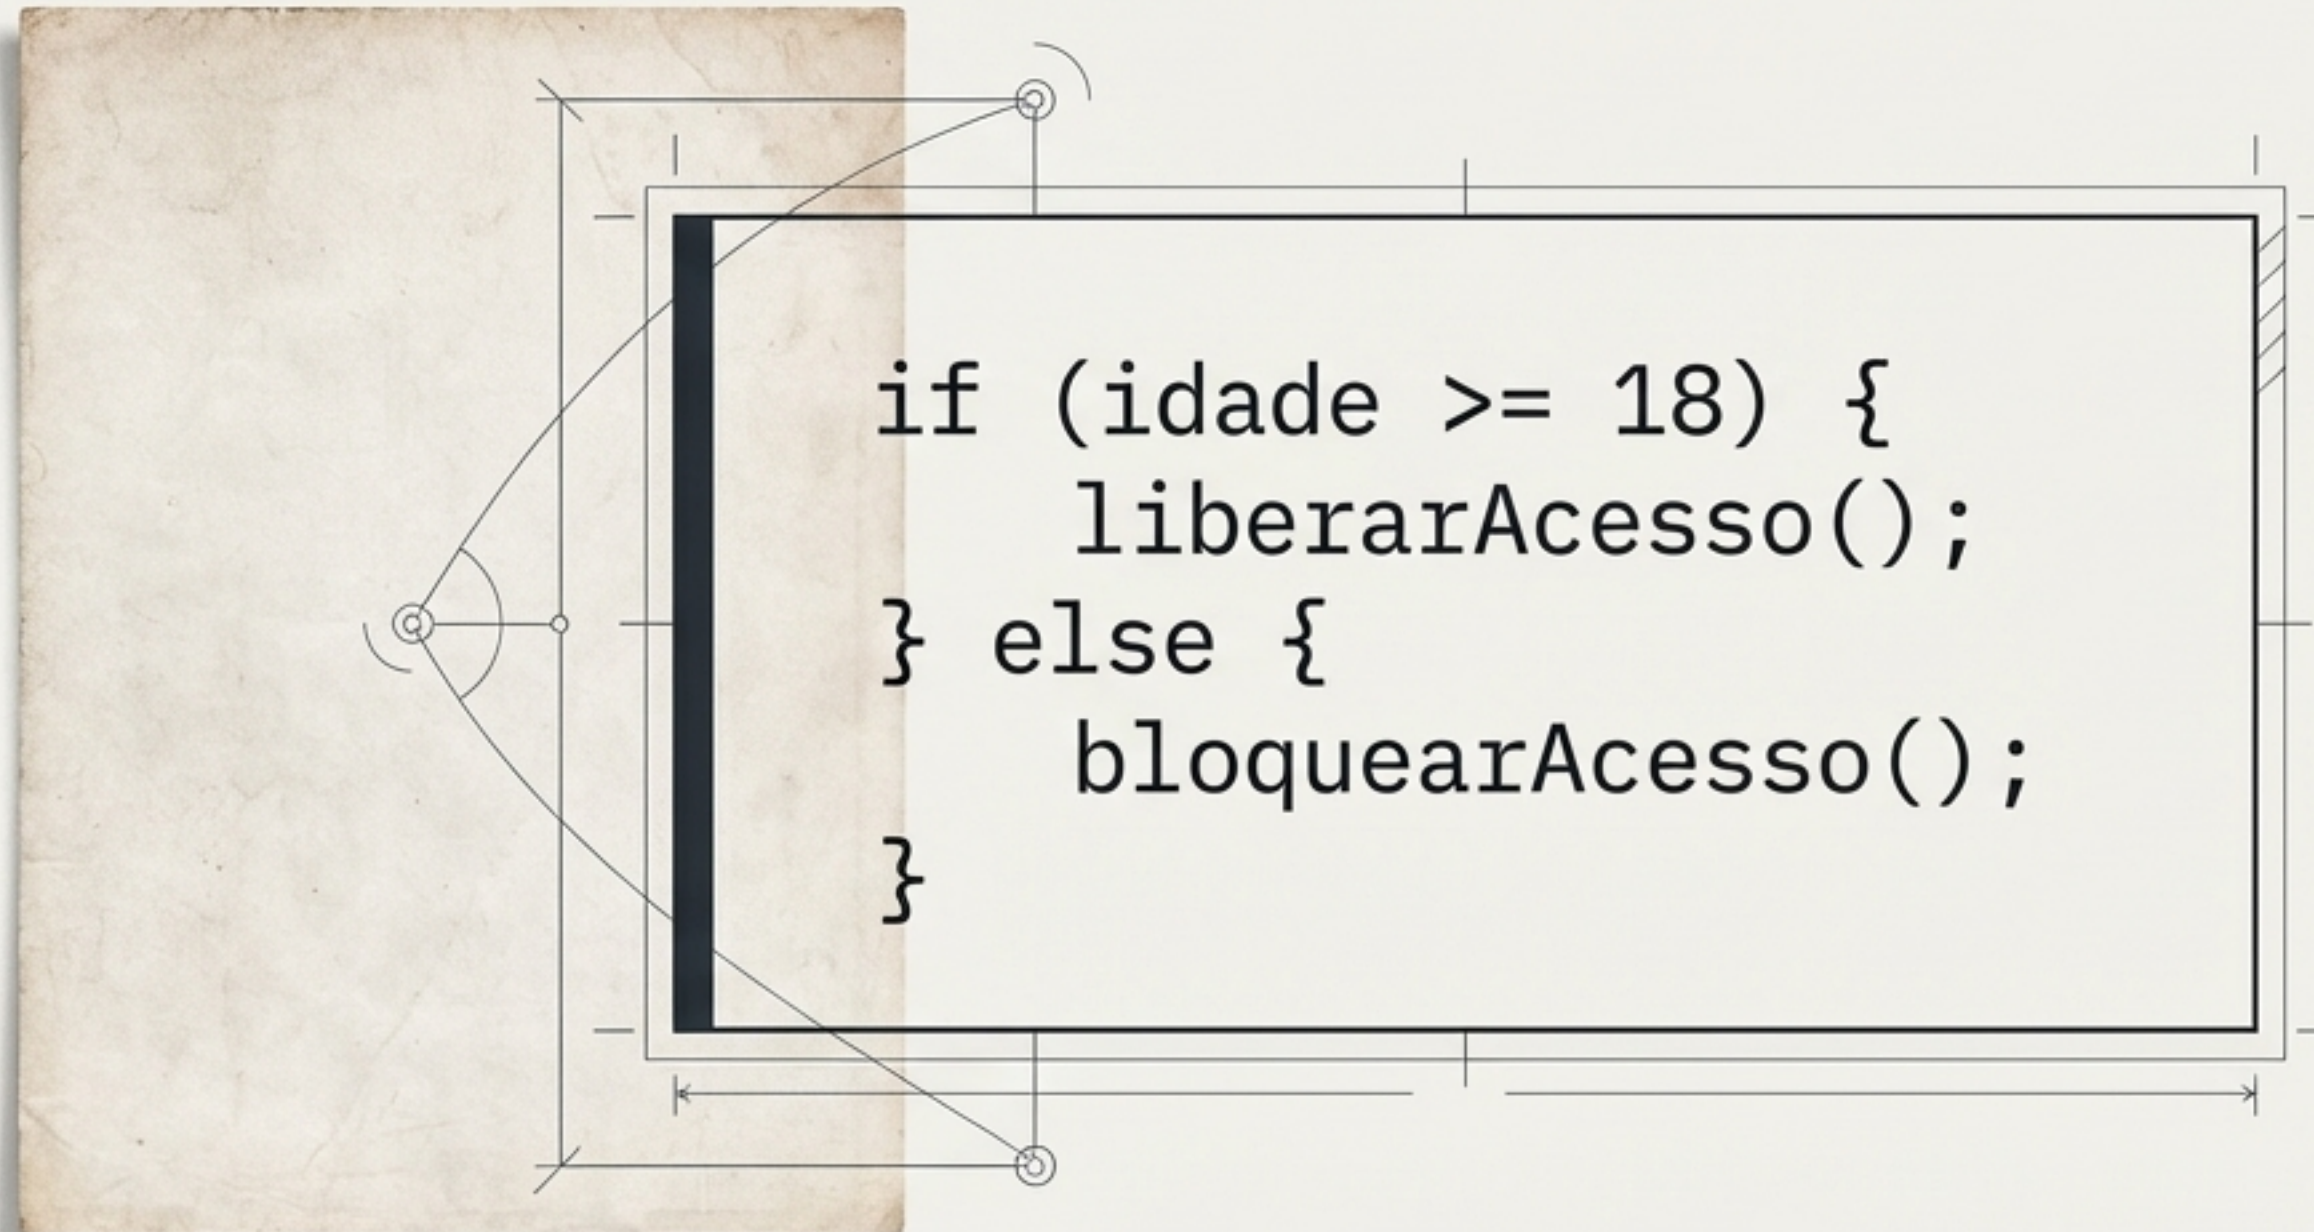 if (idade >= 18) {
    liberarAcesso();
} else {
    bloquearAcesso();
}